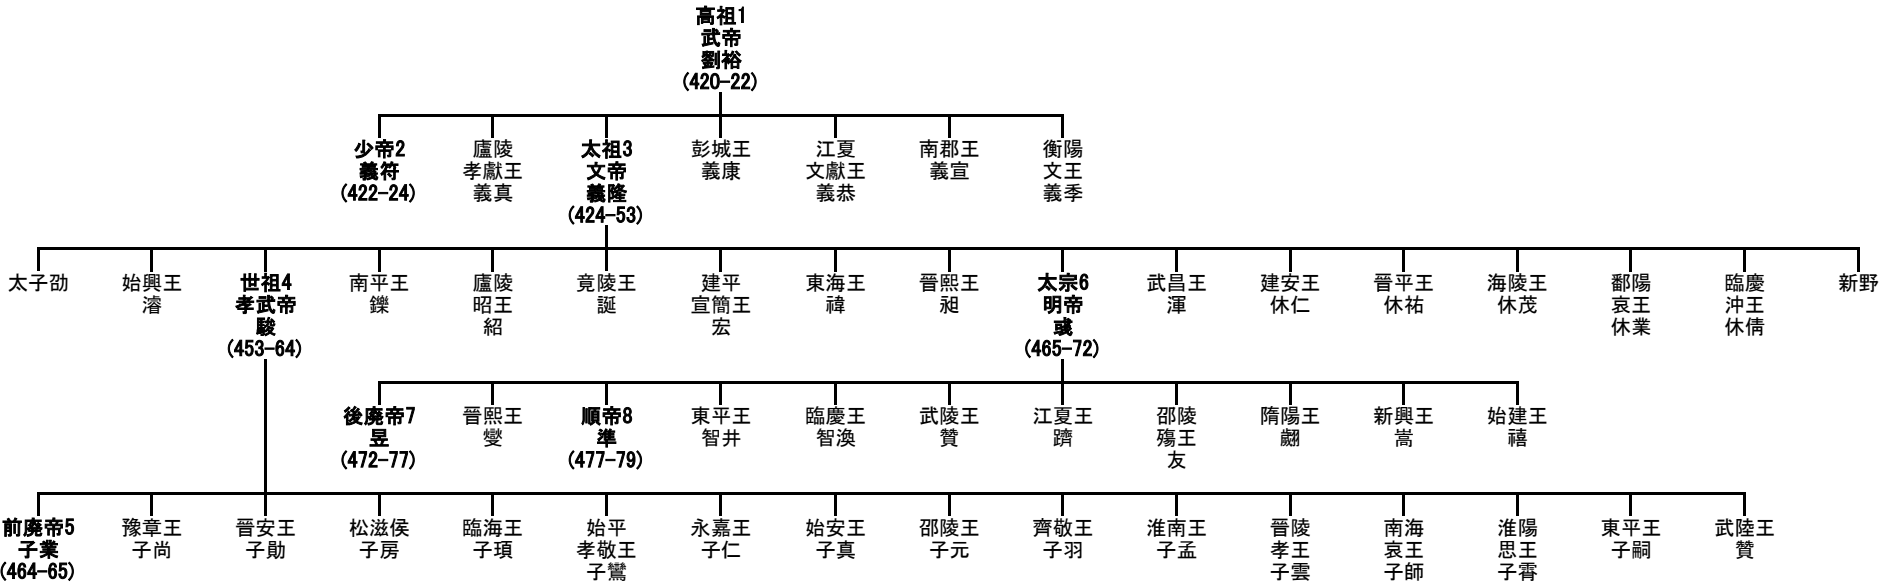 高祖1
武帝
劉裕
(420-22)
少帝2
義符
(422-24)
廬陵
孝獻王
義真
太祖3
文帝
義隆
(424-53)
彭城王
義康
江夏
文獻王
義恭
南郡王
義宣
衡陽
文王
義季
太子劭
始興王
濬
世祖4
孝武帝
駿
(453-64)
南平王
鑠
廬陵
昭王
紹
竟陵王
誕
建平
宣簡王
宏
東海王
禕
晉熙王
昶
太宗6
明帝
彧
(465-72)
武昌王
渾
建安王
休仁
晉平王
休祐
海陵王
休茂
鄱陽
哀王
休業
臨慶
沖王
休倩
新野
後廃帝7
昱
(472-77)
晉熙王
燮
順帝8
準
(477-79)
東平王
智井
臨慶王
智渙
武陵王
贊
江夏王
躋
邵陵
殤王
友
隋陽王
翽
新興王
嵩
始建王
禧
前廃帝5
子業
(464-65)
豫章王
子尚
晉安王
子勛
松滋侯
子房
臨海王
子頊
始平
孝敬王
子鸞
永嘉王
子仁
始安王
子真
邵陵王
子元
齊敬王
子羽
淮南王
子孟
晉陵
孝王
子雲
南海
哀王
子師
淮陽
思王
子霄
東平王
子嗣
武陸王
贊